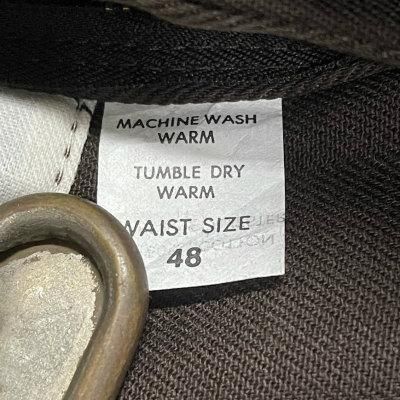 MACHINE WASH
WARM
TUMBLE DRY
WARM
WAIST SIZE
48